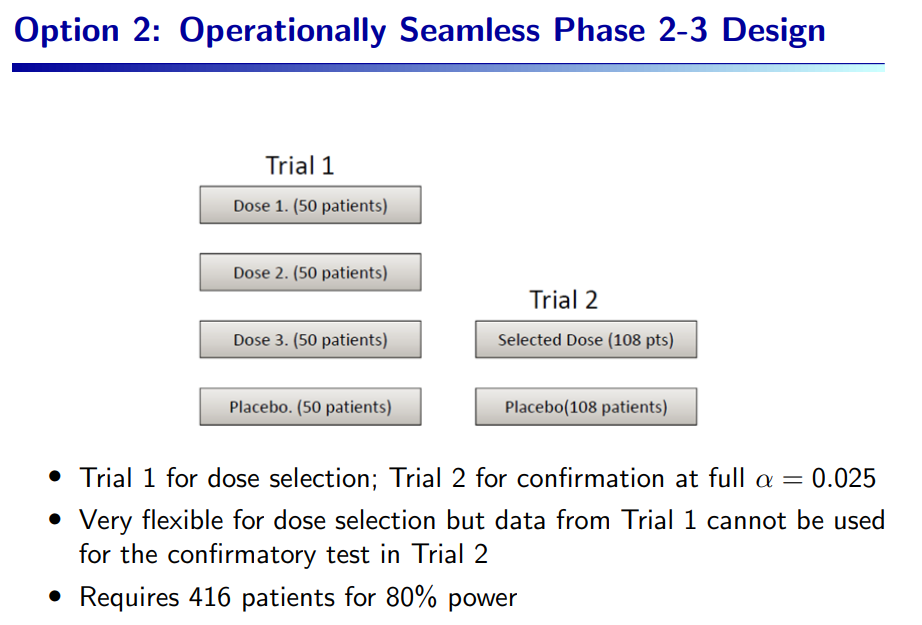 Option 2: Operationally Seamless Phase 2-3 Design
Trial 1
Dose 1. (50 patients)
Dose 2. (50 patients)
Trial 2
Dose 3. (50 patients)
Selected Dose (108 pts)
Placebo. (50 patients)
Placebo(108 patients)
• Trial 1 for dose selection; Trial 2 for confirmation at full α = 0.025
• Very flexible for dose selection but data from Trial 1 cannot be used
for the confirmatory test in Trial 2
• Requires 416 patients for 80% power